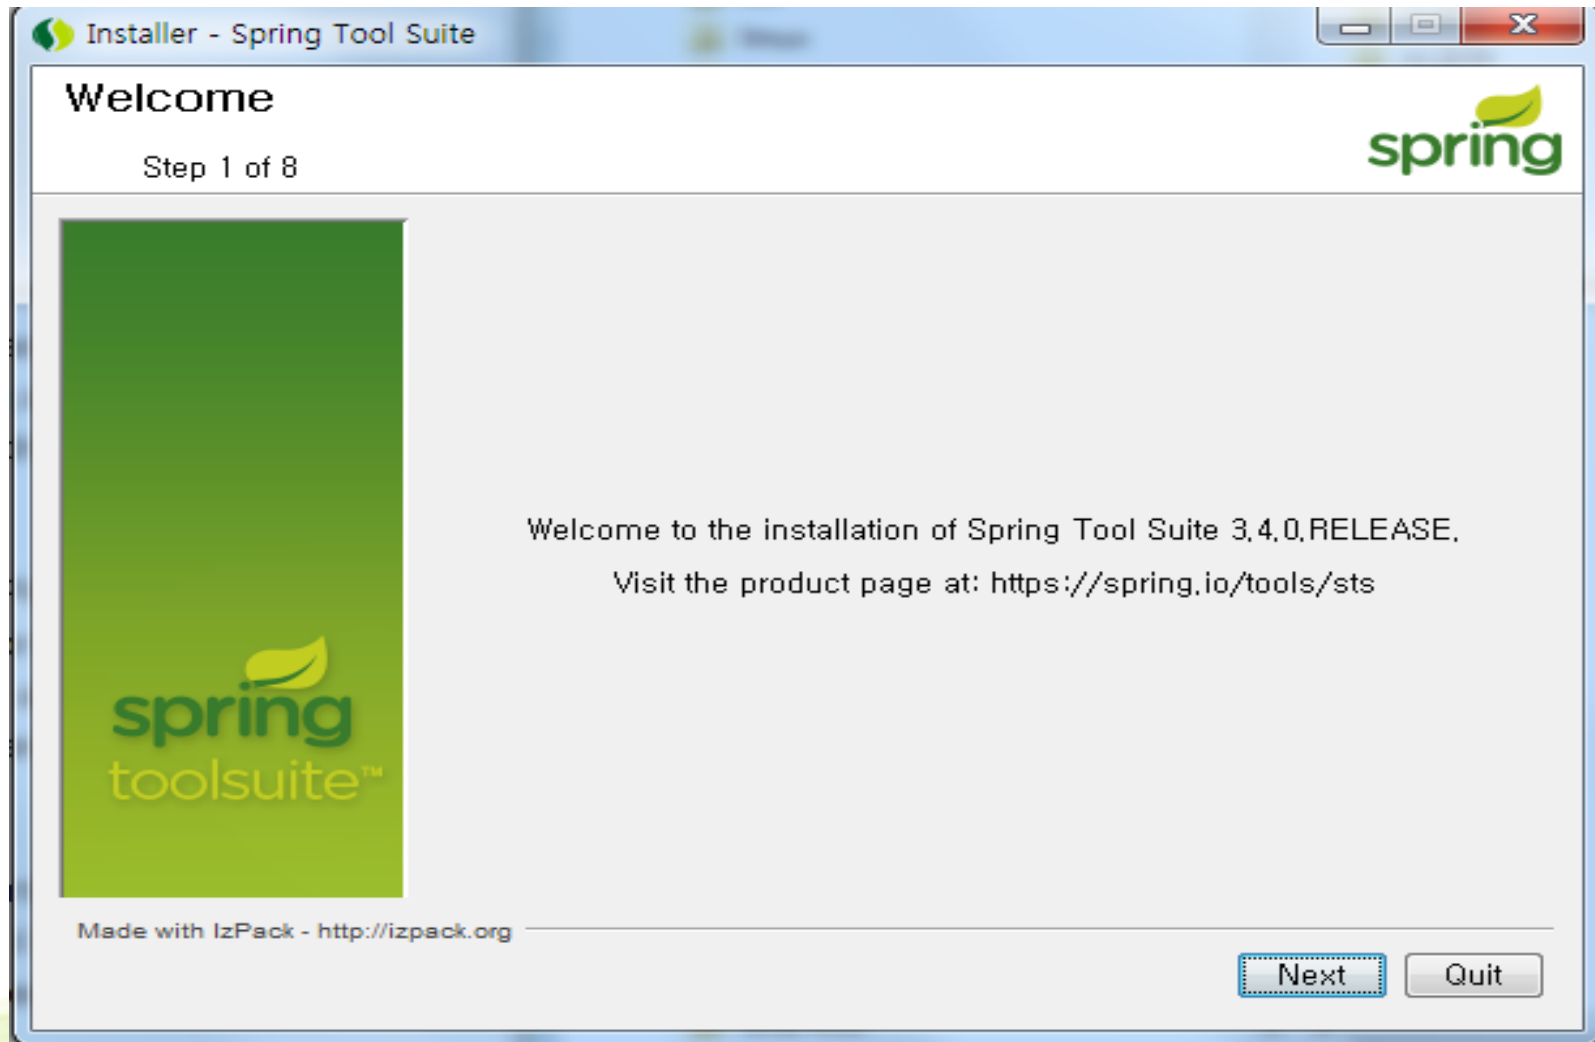 Installer - Spring Tool Suite
Welcome
Step 1 of 8
spring
Welcome to the installation of Spring Tool Suite 3,4,0,RELEASE,
Visit the product page at: https://spring,io/tools/sts
spring
toolsuite™
Made with IzPack - http://izpack.org
Next
Quit